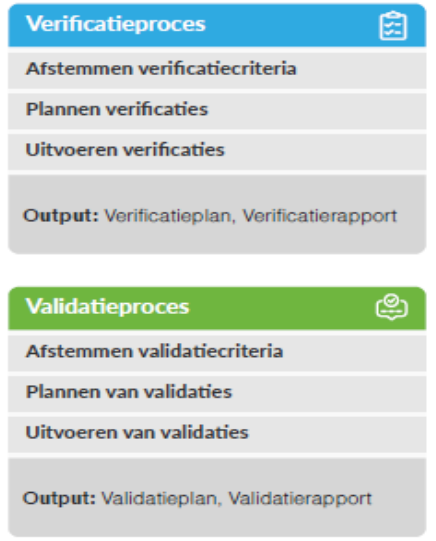 Verificatieproces
Afstemmen verificatiecriteria
Plannen verificaties
Uitvoeren verificaties
Output: Verificatieplan, Verificatierapport
Validatieproces
Afstemmen validatiecriteria
Plannen van validaties
Uitvoeren van validaties
Output: Validatieplan, Validatierapport